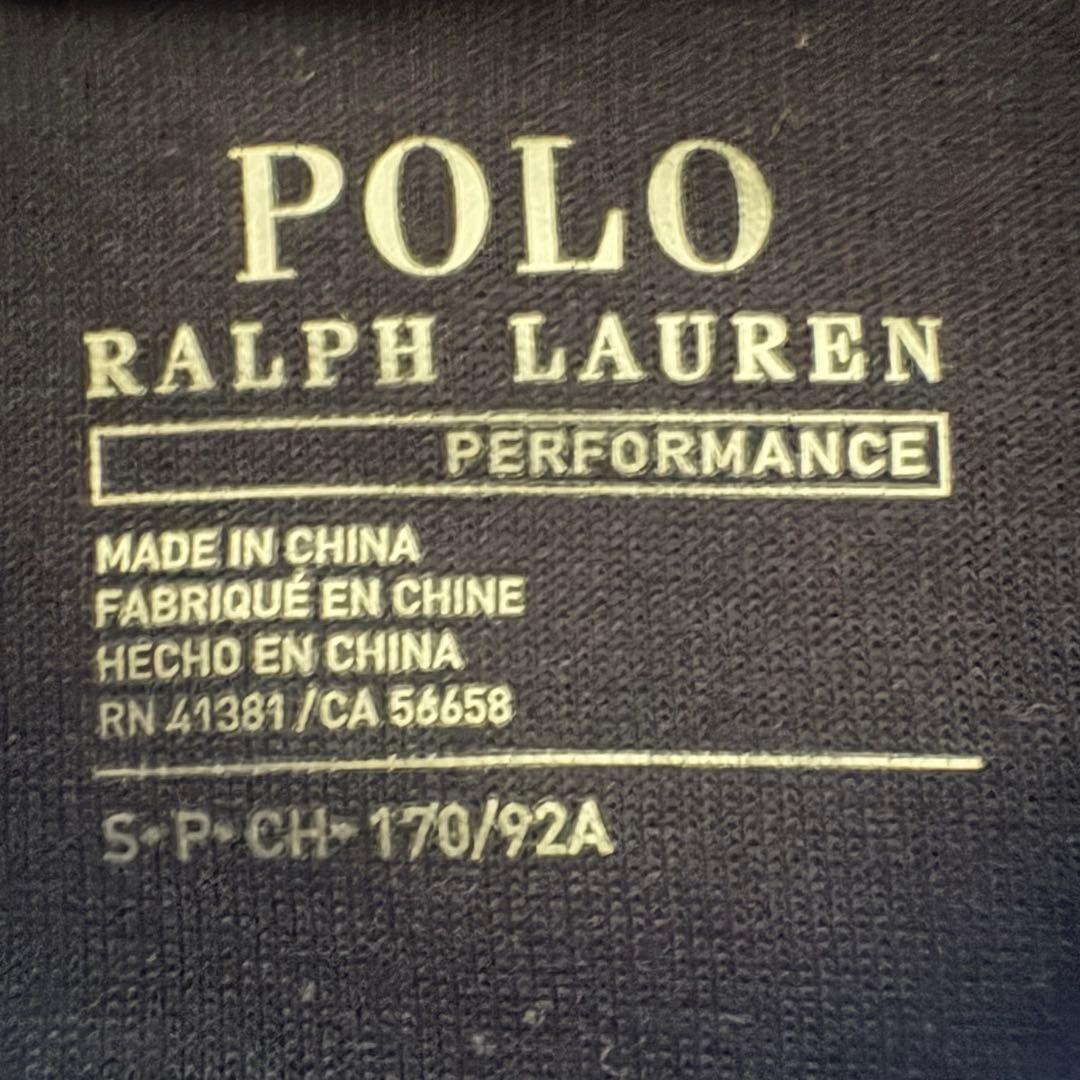 POLO
RALPH LAUREN
PERFORMANCE
MADE IN CHINA
FABRIQUÉ EN CHINE
HECHO EN CHINA
RN 41381/CA 56658
S•P•CH•170/92A